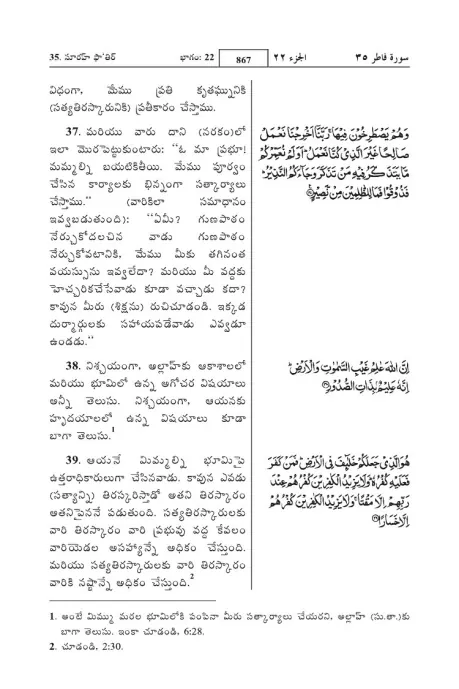 35. సూరహ్ ఫా'తిర్ భాగం: 22 867 الجزء ٢٢ سورة فاطر ٣٥
విధంగా, మేము ప్రతి కృతఘ్నునికి
(సత్యతిరస్కారునికి) ప్రతీకారం చేస్తాము.
37. మరియు వారు దాని (నరకం)లో
ఇలా మొరపెట్టుకుంటారు: "ఓ మా ప్రభూ!
మమ్మల్ని బయటికితీయి. మేము పూర్వం
చేసిన కార్యాలకు భిన్నంగా సత్కార్యాలు
చేస్తాము." (వారికిలా సమాధానం
ఇవ్వబడుతుంది): "ఏమీ? గుణపాఠం
నేర్చుకోదలచిన వాడు గుణపాఠం
నేర్చుకోవటానికి, మేము మీకు తగినంత
వయస్సును ఇవ్వలేదా? మరియు మీ వద్దకు
హెచ్చరికచేసేవాడు కూడా వచ్చాడు కదా?
కావున మీరు (శిక్షను) రుచిచూడండి. ఇక్కడ
దుర్మార్గులకు సహాయపడేవాడు ఎవ్వడూ
ఉండడు."
وَهُمْ يَصْطَرِخُونَ فِيهَا رَبَّنَا أَخْرِجْنَا نَعْمَلْ
صَالِحًا غَيْرَ الَّذِي كُنَّا نَعْمَلُ أَوَلَمْ نُعَمِّرْكُمْ
مَّا يَتَذَكَّرُ فِيهِ مَن تَذَكَّرَ وَجَاءَكُمُ النَّذِيرُ
فَذُوقُوا فَمَا لِلظَّالِمِينَ مِن نَّصِيرٍ
38. నిశ్చయంగా, అల్లాహ్‌కు ఆకాశాలలో
మరియు భూమిలో ఉన్న అగోచర విషయాలు
అన్నీ తెలుసు. నిశ్చయంగా, ఆయనకు
హృదయాలలో ఉన్న విషయాలు కూడా
బాగా తెలుసు.1
إِنَّ اللَّهَ عَالِمُ غَيْبِ السَّمَاوَاتِ وَالْأَرْضِ
إِنَّهُ عَلِيمٌ بِذَاتِ الصُّدُورِ
39. ఆయనే మిమ్మల్ని భూమిపై
ఉత్తరాధికారులుగా చేసినవాడు. కావున ఎవడు
(సత్యాన్ని) తిరస్కరిస్తాడో అతని తిరస్కారం
అతనిపైననే పడుతుంది. సత్యతిరస్కారులకు
వారి తిరస్కారం వారి ప్రభువు వద్ద కేవలం
వారియెడల అసహ్యాన్నే అధికం చేస్తుంది.
మరియు సత్యతిరస్కారులకు వారి తిరస్కారం
వారికి నష్టాన్నే అధికం చేస్తుంది.2
هُوَ الَّذِي جَعَلَكُمْ خَلَائِفَ فِي الْأَرْضِ فَمَن كَفَرَ
فَعَلَيْهِ كُفْرُهُ وَلَا يَزِيدُ الْكَافِرِينَ كُفْرُهُمْ عِندَ
رَبِّهِمْ إِلَّا مَقْتًا وَلَا يَزِيدُ الْكَافِرِينَ كُفْرُهُمْ
إِلَّا خَسَارًا
1. అంటే మిమ్ము మరల భూమిలోకి పంపినా మీరు సత్కార్యాలు చేయరని, అల్లాహ్ (సు.తా.)కు
బాగా తెలుసు. ఇంకా చూడండి, 6:28.
2. చూడండి, 2:30.